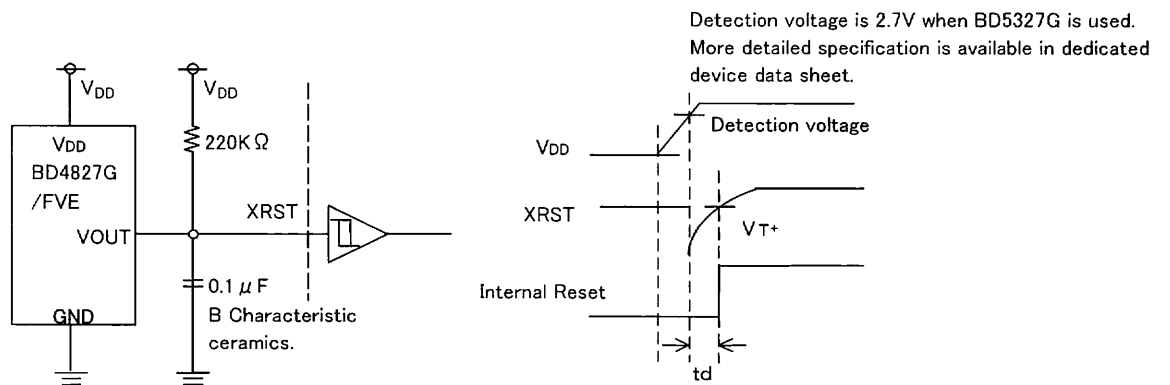 Detection voltage is 2.7V when BD5327G is used.
More detailed specification is available in dedicated
device data sheet.
VDD
VDD
VDD
BD4827G
/FVE
220K Ω
XRST
VOUT
0.1 μ F
B Characteristic
ceramics.
GND
Detection voltage
VDD
XRST
VT+
Internal Reset
td